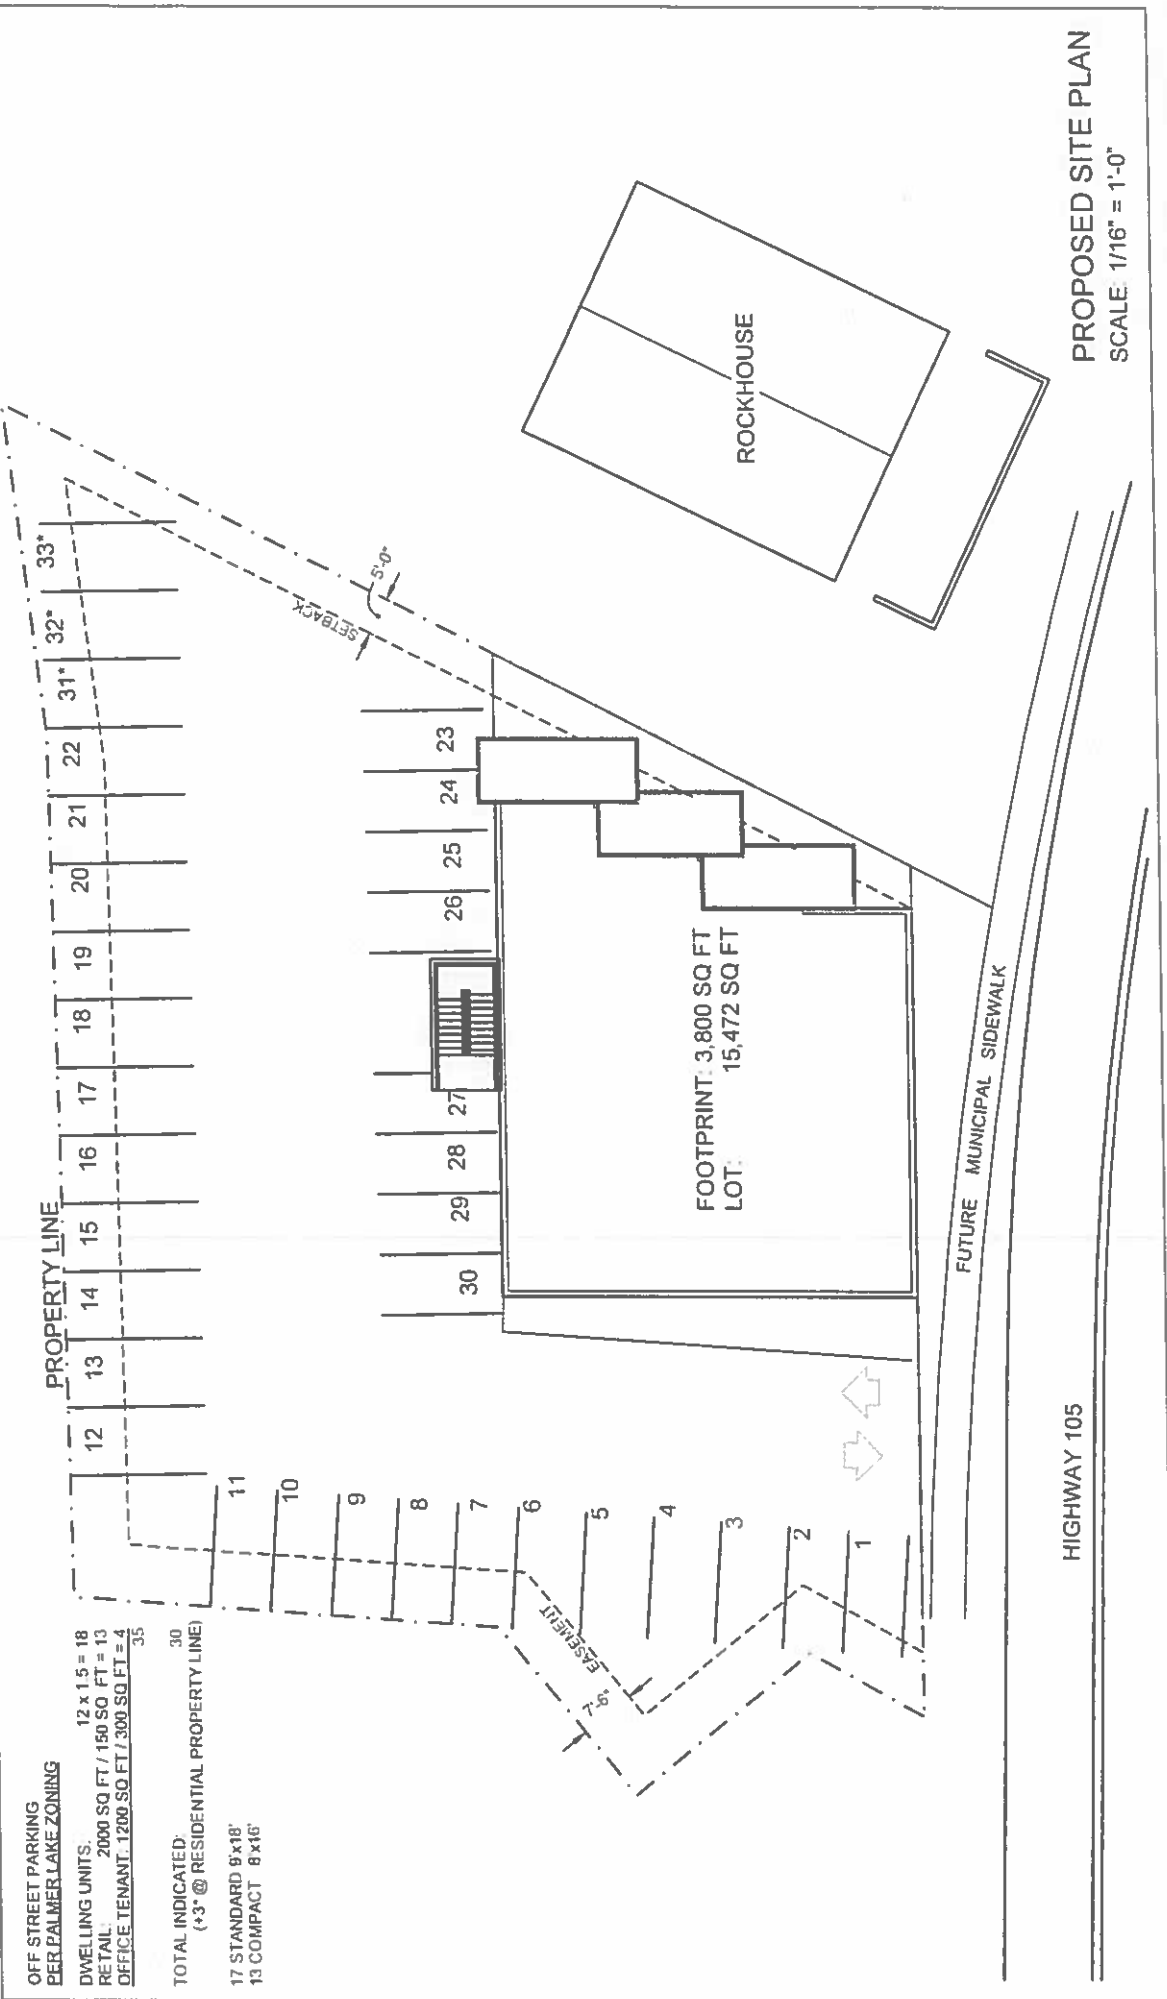 OFF STREET PARKING
PER PALMER LAKE ZONING
DWELLING UNITS: 12 x 1.5 = 18
RETAIL: 2000 SQ FT / 150 SQ FT = 13
OFFICE TENANT: 1200 SQ FT / 300 SQ FT = 4
35
TOTAL INDICATED: 30
(+3* @ RESIDENTIAL PROPERTY LINE)
17 STANDARD 9'x18'
13 COMPACT 8'x16'
PROPERTY LINE
12
13
14
15
16
17
18
19
20
21
22
31*
32*
33*
11
10
9
8
7
6
5
4
3
2
1
EASEMENT
7'-6"
30
29
28
27
26
25
24
23
SETBACK
5'-0"
FOOTPRINT: 3,800 SQ FT
LOT: 15,472 SQ FT
ROCKHOUSE
FUTURE MUNICIPAL SIDEWALK
HIGHWAY 105
PROPOSED SITE PLAN
SCALE: 1/16" = 1'-0"